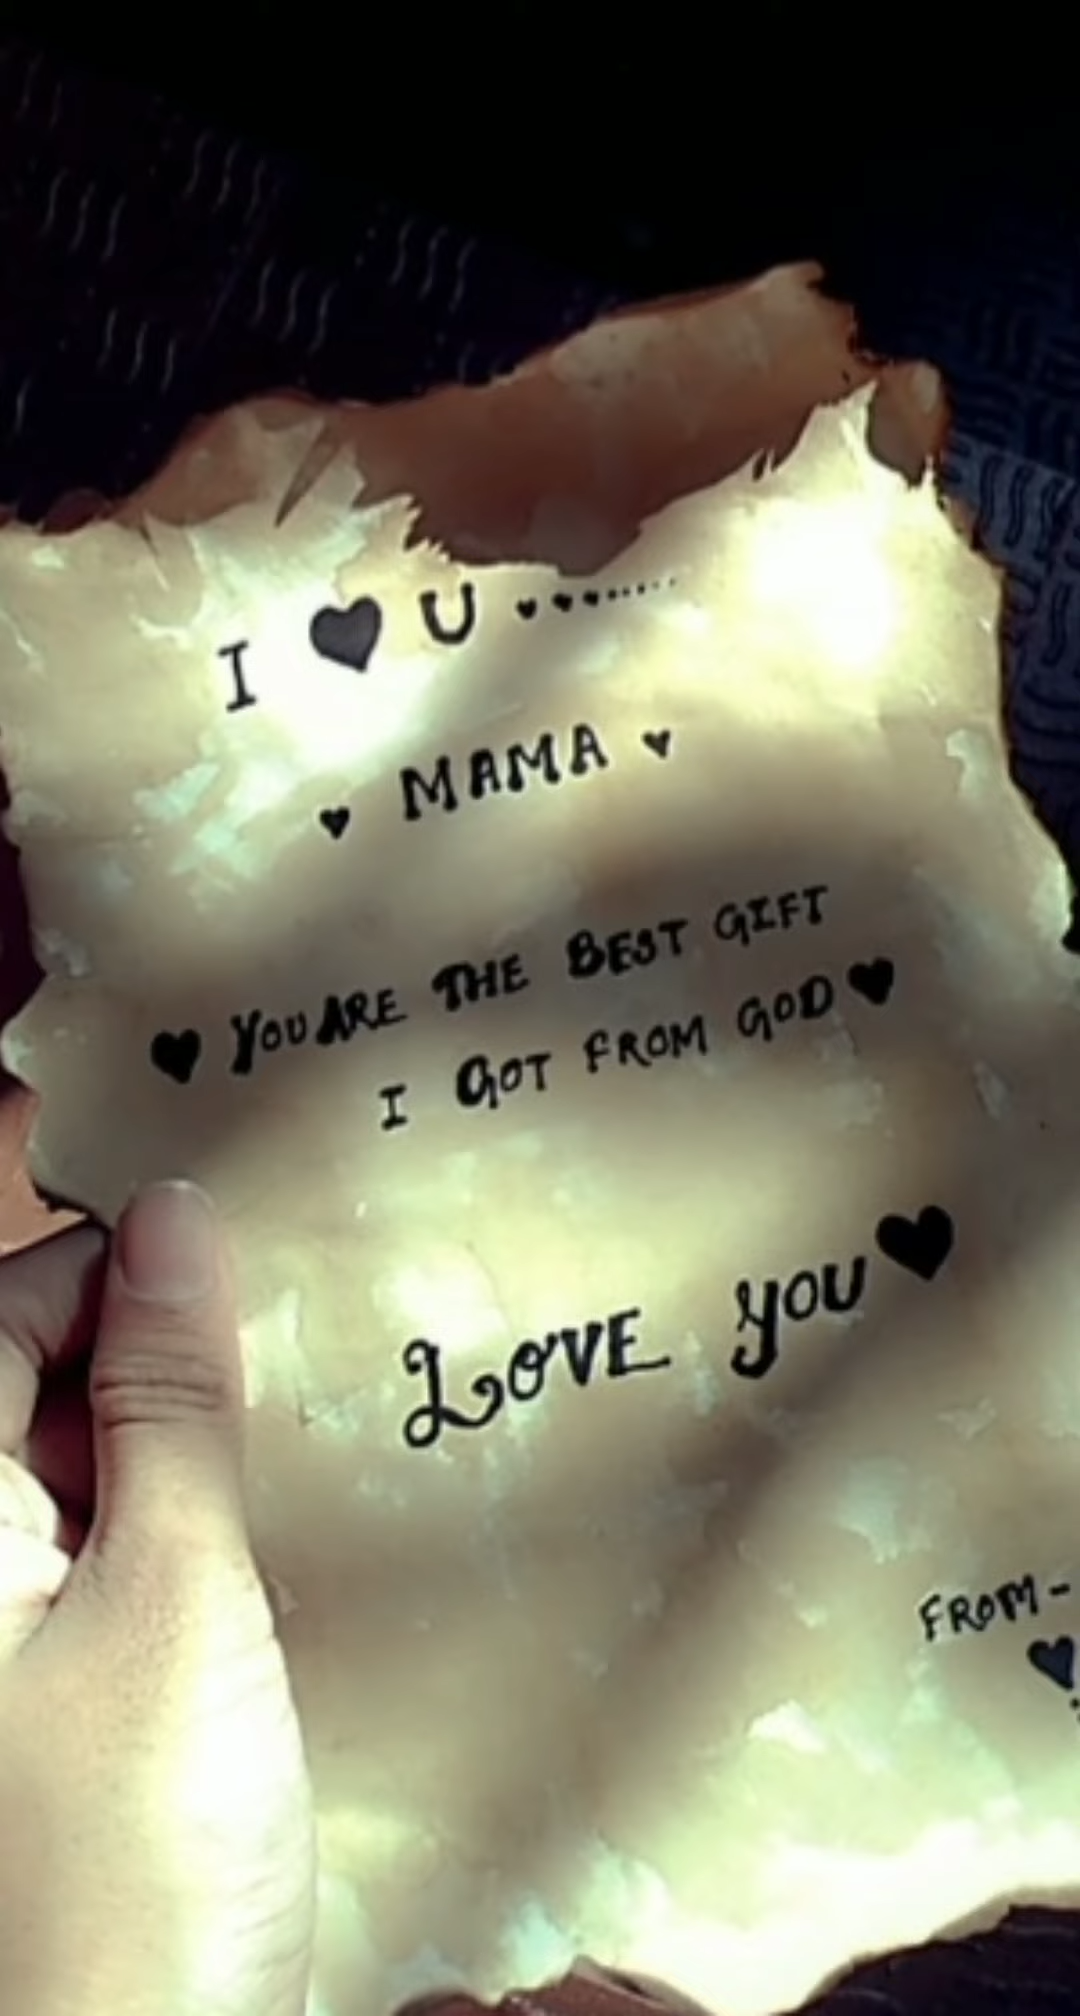 I ♥ U ♥♥♥......
♥ MAMA ♥
♥ YOU ARE THE BEST GIFT
I GOT FROM GOD ♥
LOVE YOU ♥
FROM-
♥